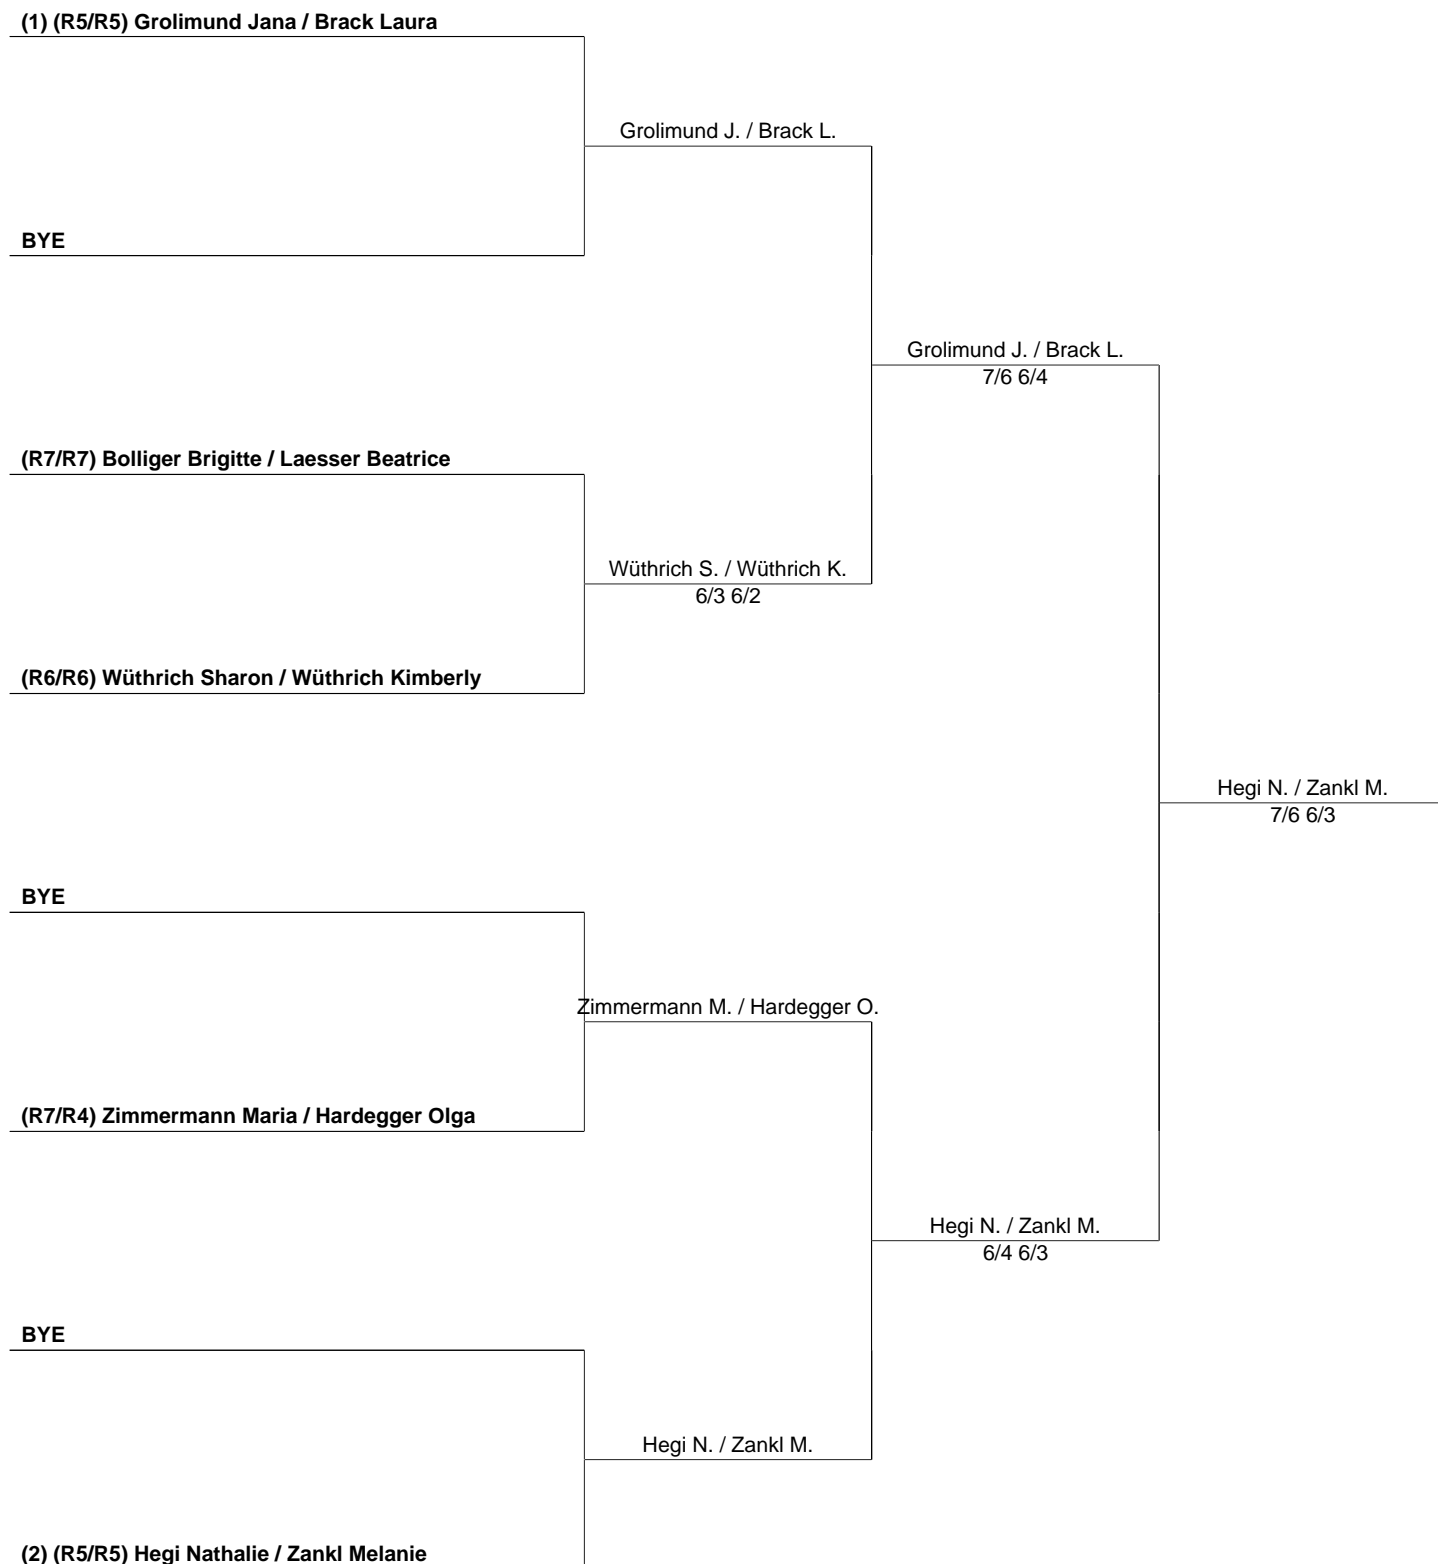 (1) (R5/R5) Grolimund Jana / Brack Laura
Grolimund J. / Brack L.
BYE
Grolimund J. / Brack L.
7/6 6/4
(R7/R7) Bolliger Brigitte / Laesser Beatrice
Wüthrich S. / Wüthrich K.
6/3 6/2
(R6/R6) Wüthrich Sharon / Wüthrich Kimberly
Hegi N. / Zankl M.
7/6 6/3
BYE
Zimmermann M. / Hardegger O.
(R7/R4) Zimmermann Maria / Hardegger Olga
Hegi N. / Zankl M.
6/4 6/3
BYE
Hegi N. / Zankl M.
(2) (R5/R5) Hegi Nathalie / Zankl Melanie